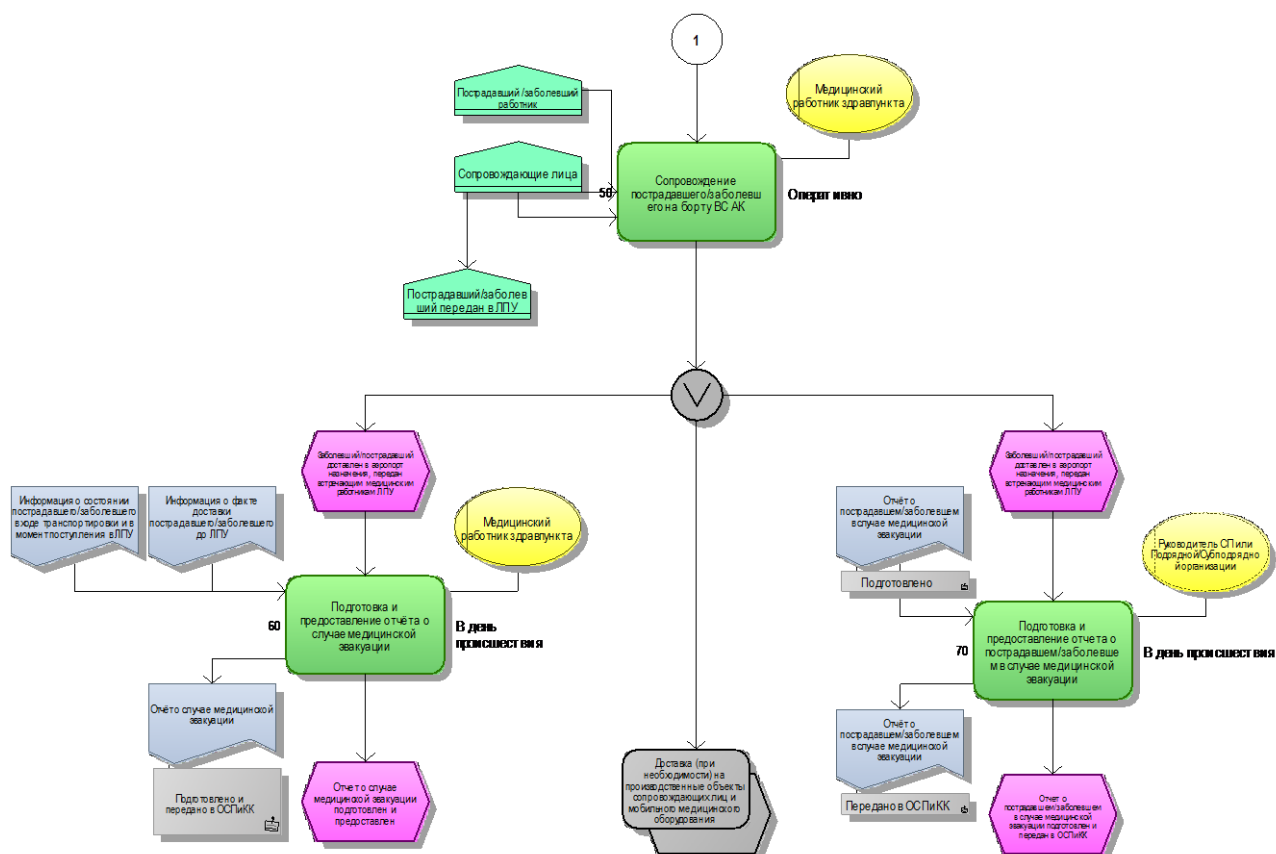 1
Пострадавший /заболевший
работник
Медицинский
работник здравпункта
Сопровождающие лица
50
Сопровождение
пострадавшего/заболевш
его на борту ВС АК
Оперативно
Пострадавший/заболев
ший передан в ЛПУ
Заболевший/пострадавший
доставлен в аэропорт
назначения, передан
встречающим медицинским
работникам ЛПУ
Заболевший/пострадавший
доставлен в аэропорт
назначения, передан
встречающим медицинским
работникам ЛПУ
Информация о состоянии
пострадавшего/заболевшего
в ходе транспортировки и в
момент поступления в ЛПУ
Информация о факте
доставки
пострадавшего/заболевшего
до ЛПУ
Медицинский
работник здравпункта
Отчёт о
пострадавшем/заболевшем
в случае медицинской
эвакуации
Подготовлено
Руководитель СП или
Подрядной/Субподрядно
й организации
60
Подготовка и
предоставление отчёта о
случае медицинской
эвакуации
В день
происшествия
70
Подготовка и
предоставление отчета о
пострадавшем/заболевше
м в случае медицинской
эвакуации
В день происшествия
Отчёт о случае медицинской
эвакуации
Подготовлено и
передано в ОСПиКК
Отчет о случае
медицинской эвакуации
подготовлен и
предоставлен
Доставка (при
необходимости) на
производственные объекты
сопровождающих лиц и
мобильного медицинского
оборудования
Отчёт о
пострадавшем/заболевшем
в случае медицинской
эвакуации
Передано в ОСПиКК
Отчет о
пострадавшем/заболевшем
в случае медицинской
эвакуации подготовлен и
передан в ОСПиКК